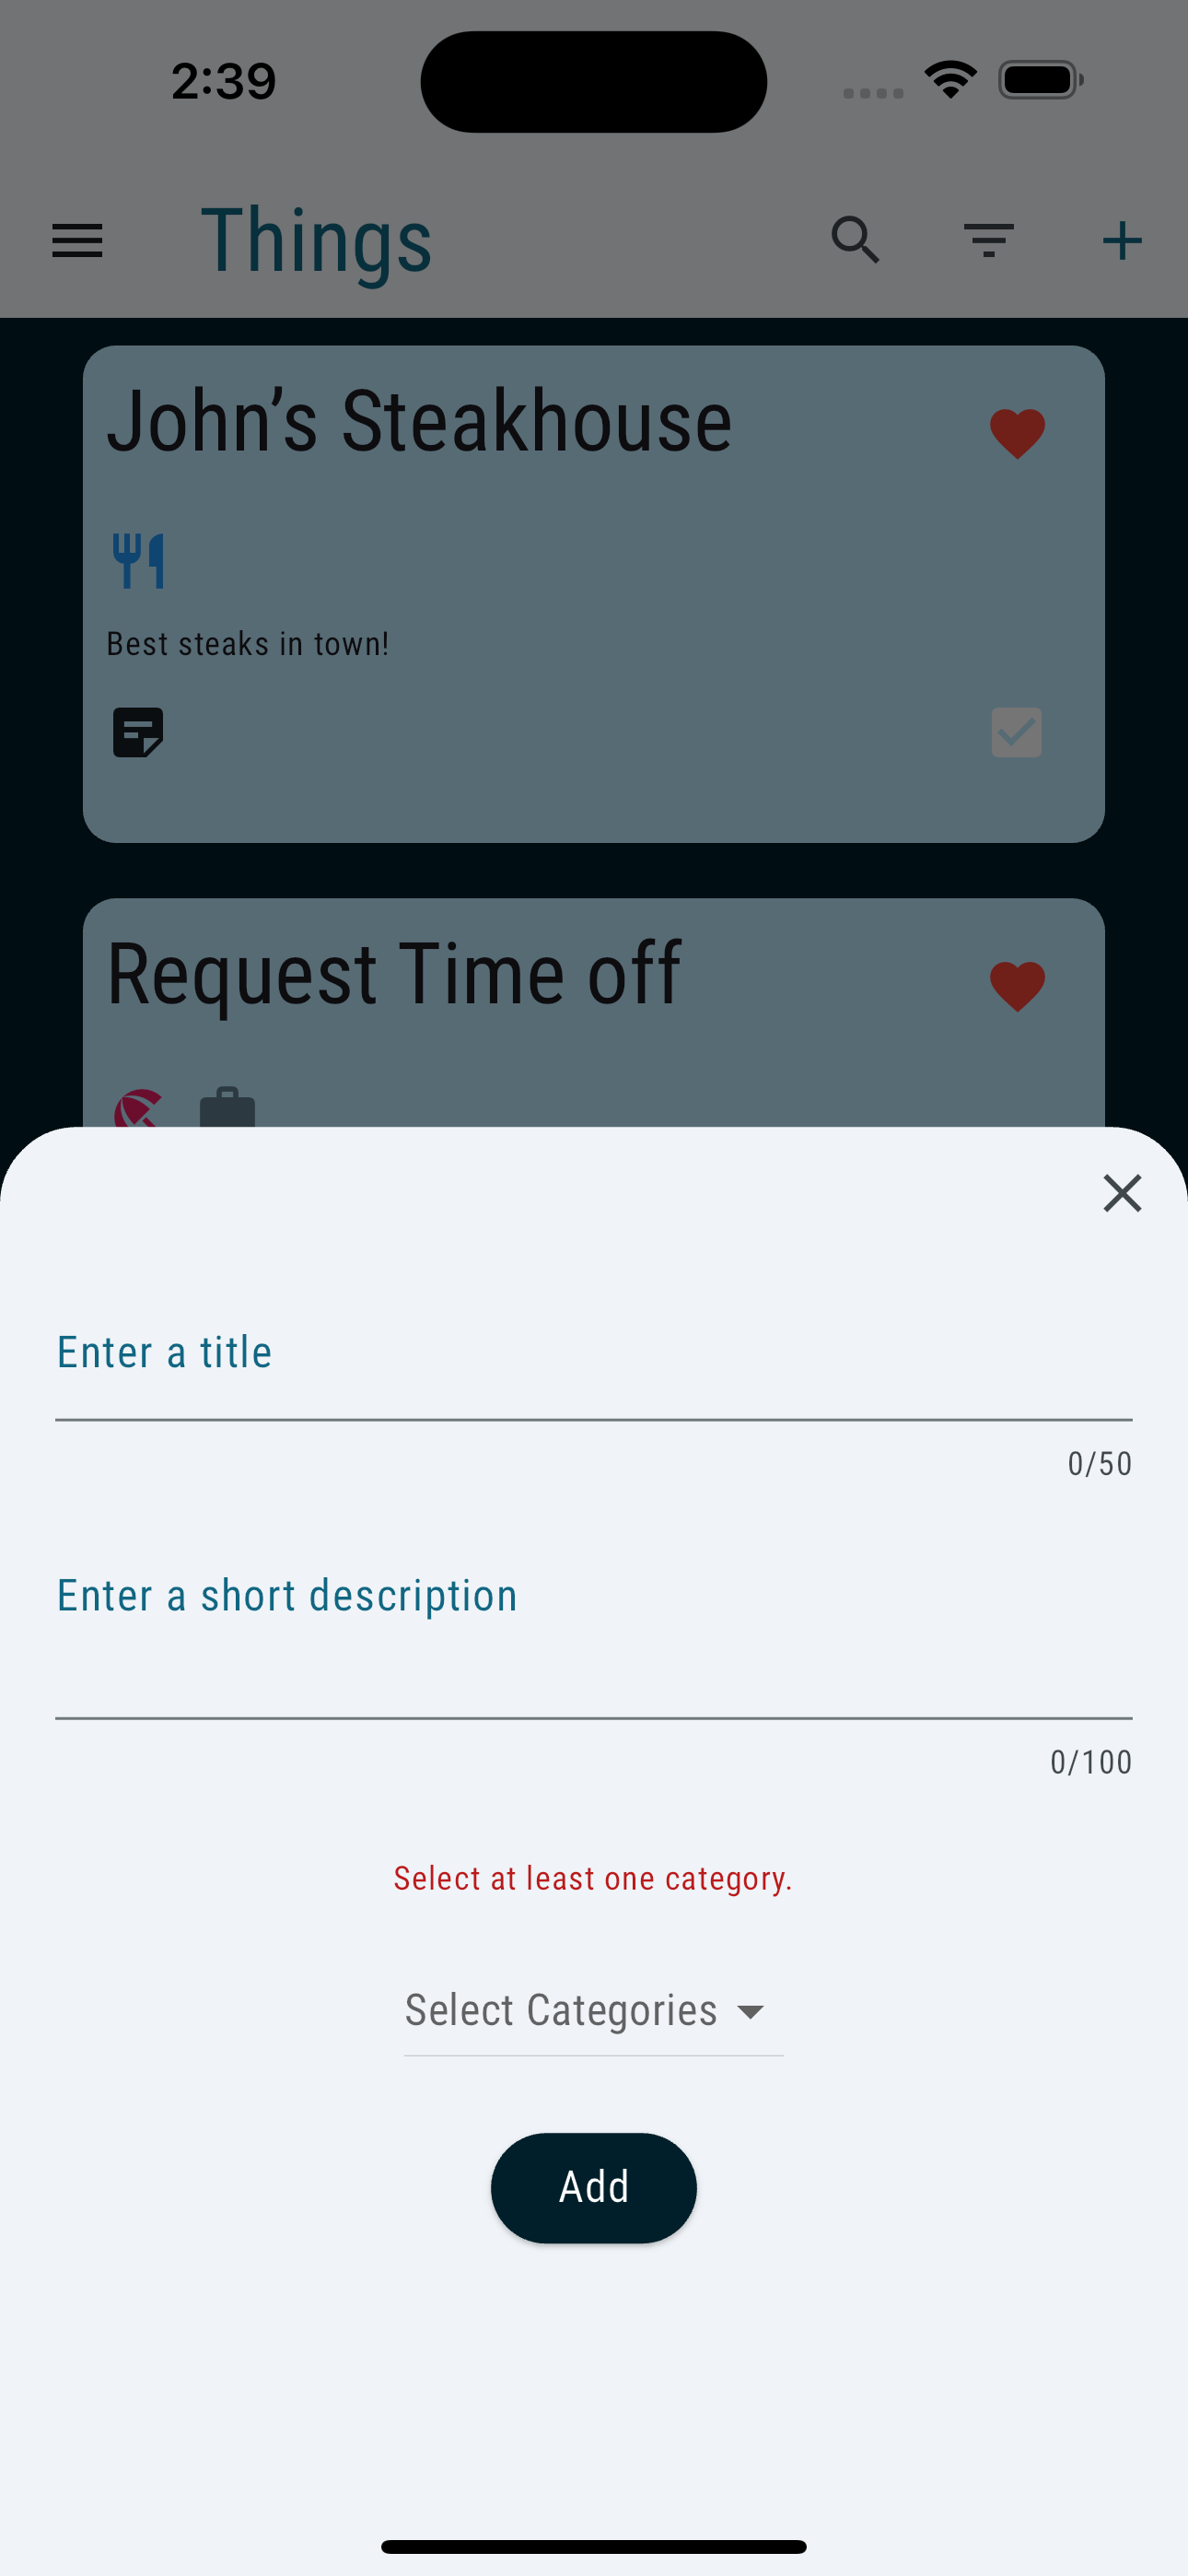 2:39
Things
John’s Steakhouse
Best steaks in town!
Request Time off
Enter a title
0/50
Enter a short description
0/100
Select at least one category.
Select Categories
Add